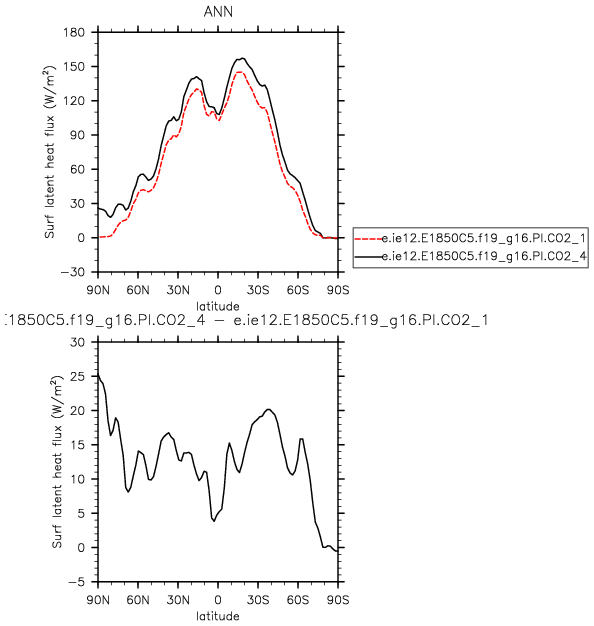 ANN
180
150
120
90
60
30
0
−30
Surf latent heat flux (W/m²)
90N 60N 30N 0 30S 60S 90S
latitude
e.ie12.E1850C5.f19_g16.PI.CO2_1
e.ie12.E1850C5.f19_g16.PI.CO2_4
:1850C5.f19_g16.PI.CO2_4 − e.ie12.E1850C5.f19_g16.PI.CO2_1
30
25
20
15
10
5
0
−5
Surf latent heat flux (W/m²)
90N 60N 30N 0 30S 60S 90S
latitude